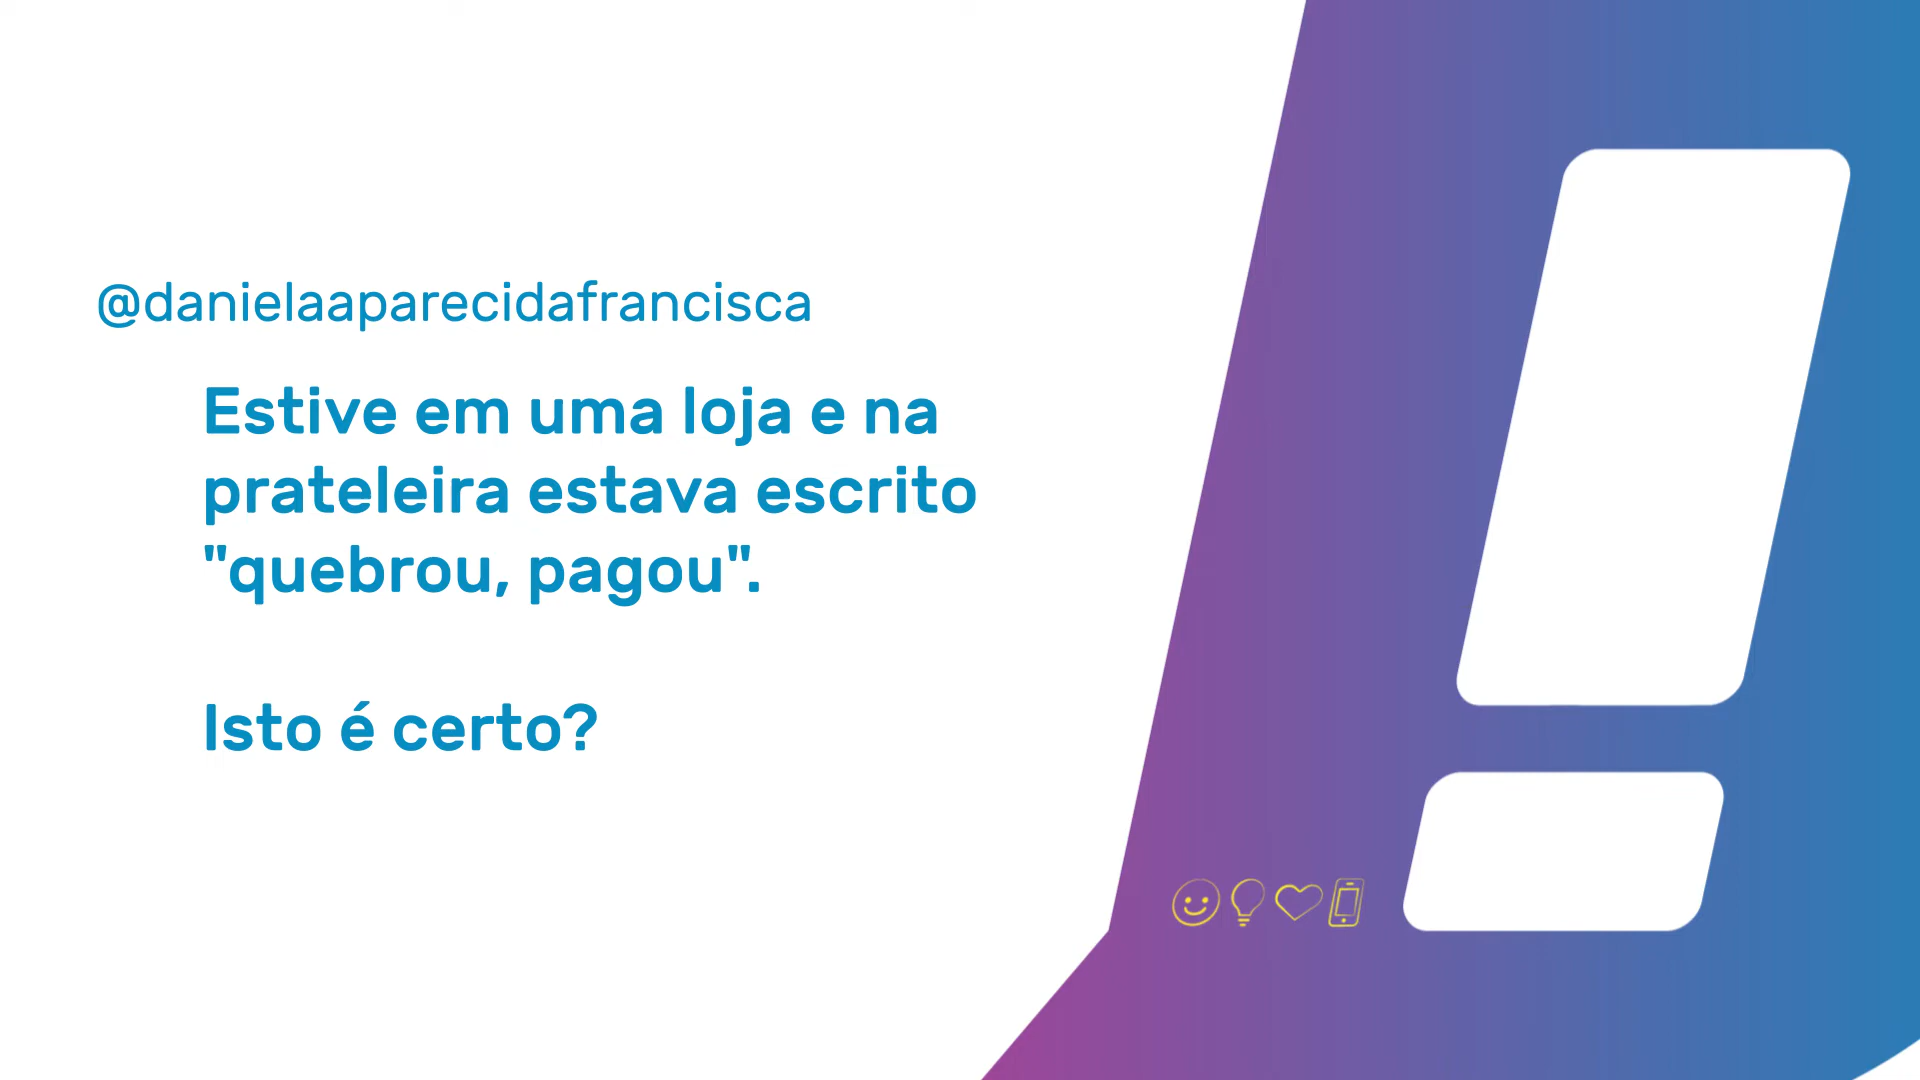 @danielaaparecidafrancisca
Estive em uma loja e na
prateleira estava escrito
"quebrou, pagou".
Isto é certo?